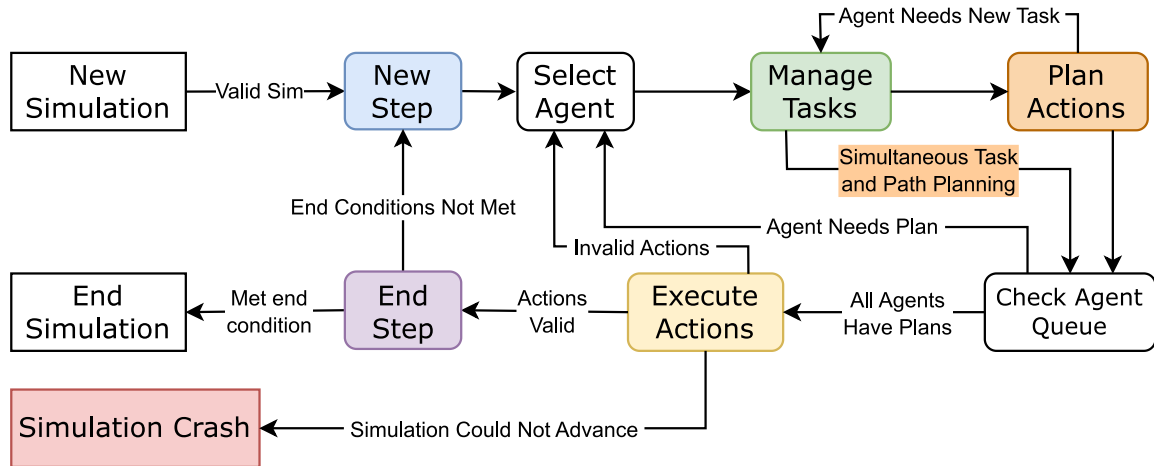 Agent Needs New Task
New
Simulation
Valid Sim
New
Step
Select
Agent
Manage
Tasks
Plan
Actions
Simultaneous Task
and Path Planning
End Conditions Not Met
Agent Needs Plan
Invalid Actions
End
Simulation
Met end
condition
End
Step
Actions
Valid
Execute
Actions
All Agents
Have Plans
Check Agent
Queue
Simulation Crash
Simulation Could Not Advance